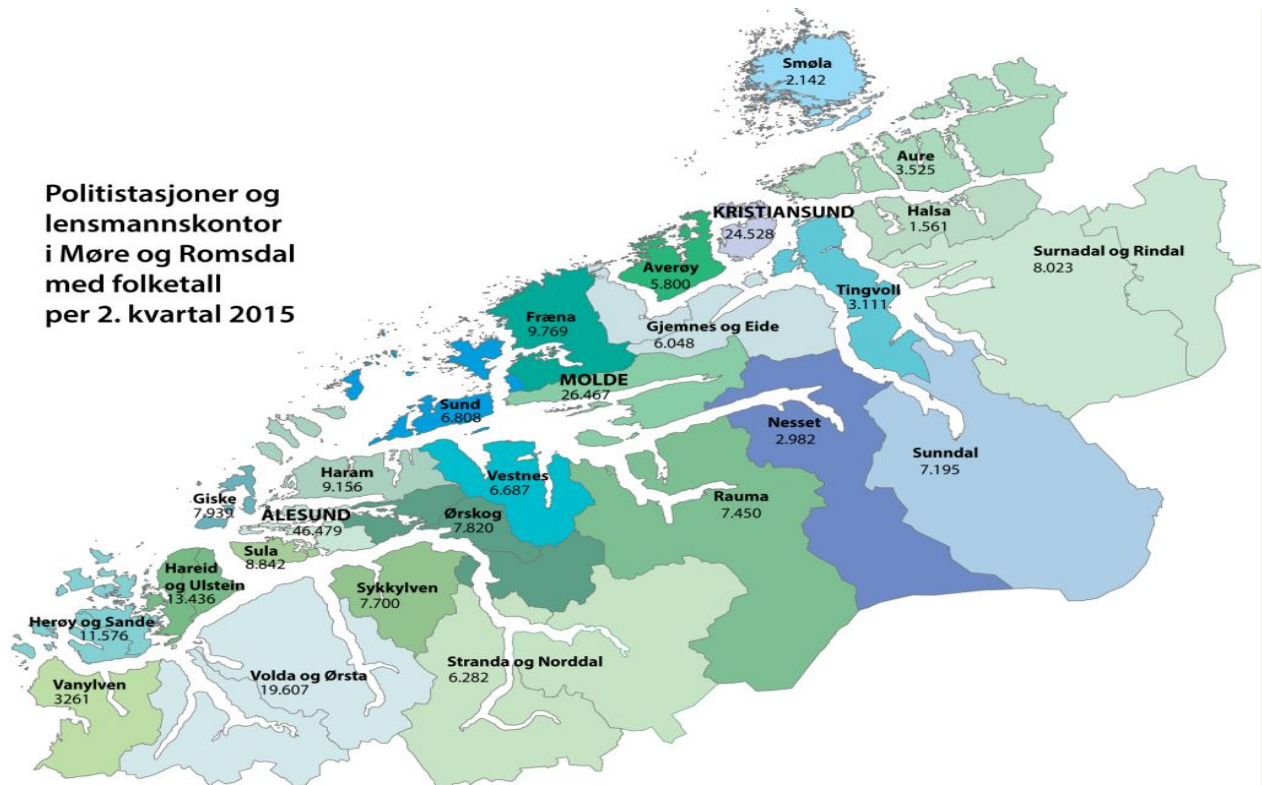 Politistasjoner og
lensmannskontor
i Møre og Romsdal
med folketall
per 2. kvartal 2015
Smøla
2.142
Aure
3.525
KRISTIANSUND
24.528
Halsa
1.561
Surnadal og Rindal
8.023
Averøy
5.800
Tingvoll
3.111
Fræna
9.769
Gjemnes og Eide
6.048
MOLDE
26.467
Sund
6.808
Nesset
2.982
Sunndal
7.195
Haram
9.156
Vestnes
6.687
Rauma
7.450
Giske
7.939
ÅLESUND
46.479
Ørskog
7.820
Sula
8.842
Hareid
og Ulstein
13.436
Sykkylven
7.700
Herøy og Sande
11.576
Volda og Ørsta
19.607
Stranda og Norddal
6.282
Vanylven
3261